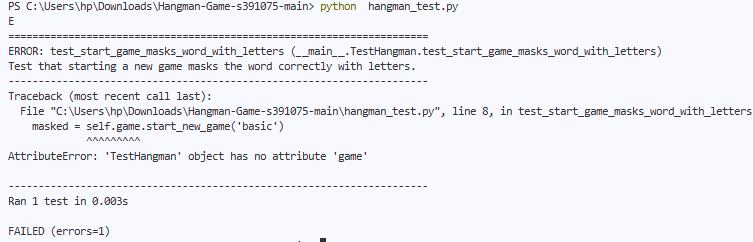 PS C:\Users\hp\Downloads\Hangman-Game-s391075-main> python  hangman_test.py
E
======================================================================
ERROR: test_start_game_masks_word_with_letters (__main__.TestHangman.test_start_game_masks_word_with_letters)
Test that starting a new game masks the word correctly with letters.
----------------------------------------------------------------------
Traceback (most recent call last):
  File "C:\Users\hp\Downloads\Hangman-Game-s391075-main\hangman_test.py", line 8, in test_start_game_masks_word_with_letters
    masked = self.game.start_new_game('basic')
             ^^^^^^^^^
AttributeError: 'TestHangman' object has no attribute 'game'

----------------------------------------------------------------------
Ran 1 test in 0.003s

FAILED (errors=1)